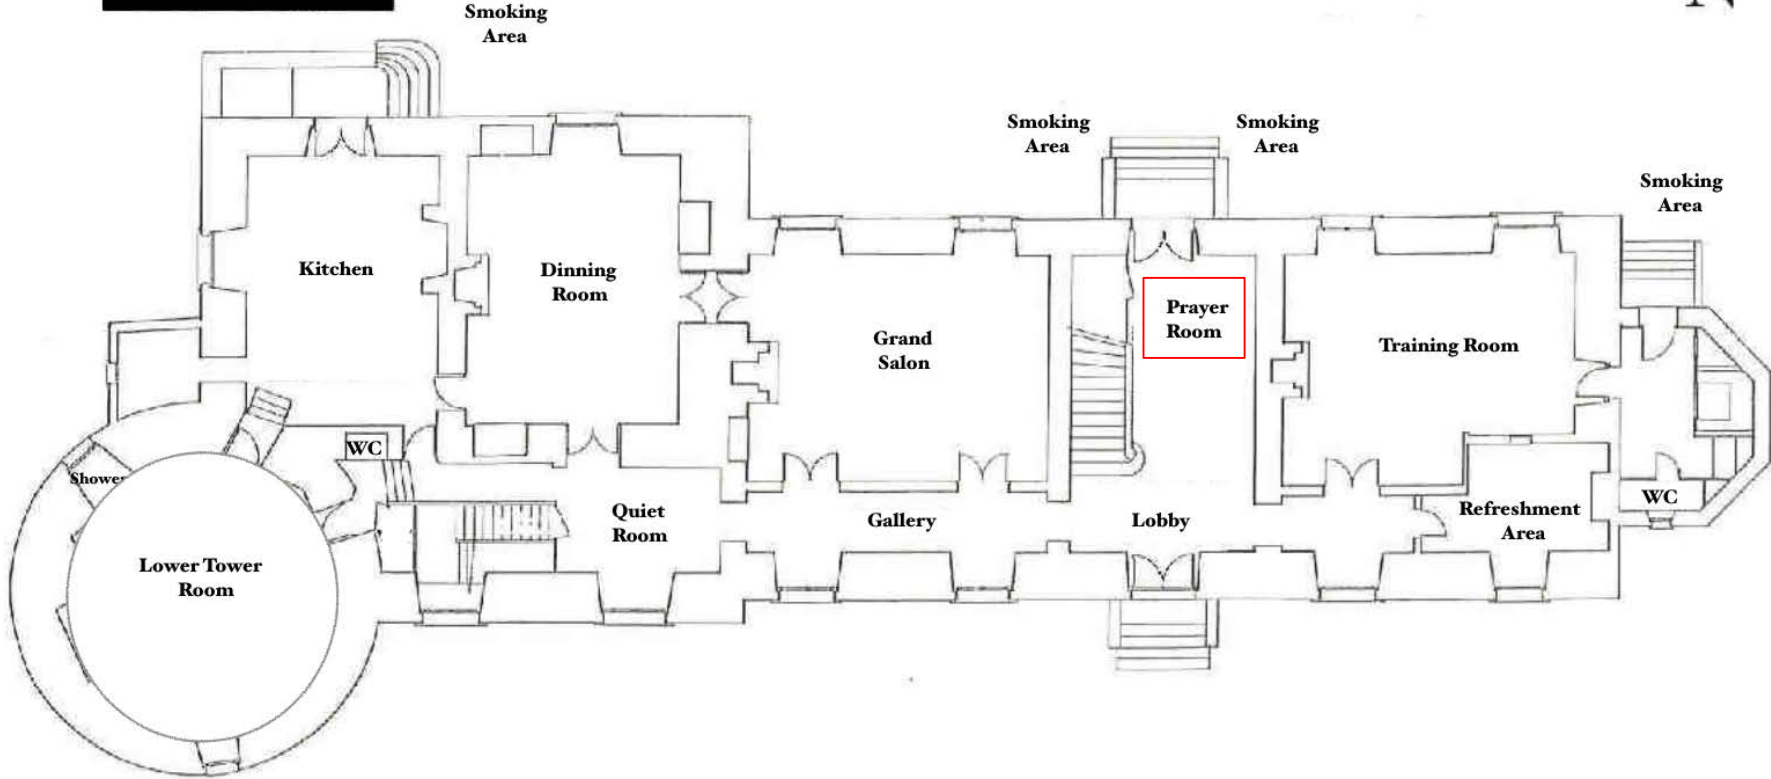 Smoking
Area
N
Smoking
Area
Smoking
Area
Smoking
Area
Kitchen
Dinning
Room
Prayer
Room
Grand
Salon
Training Room
WC
Shower
Quiet
Room
Gallery
Lobby
Refreshment
Area
WC
Lower Tower
Room